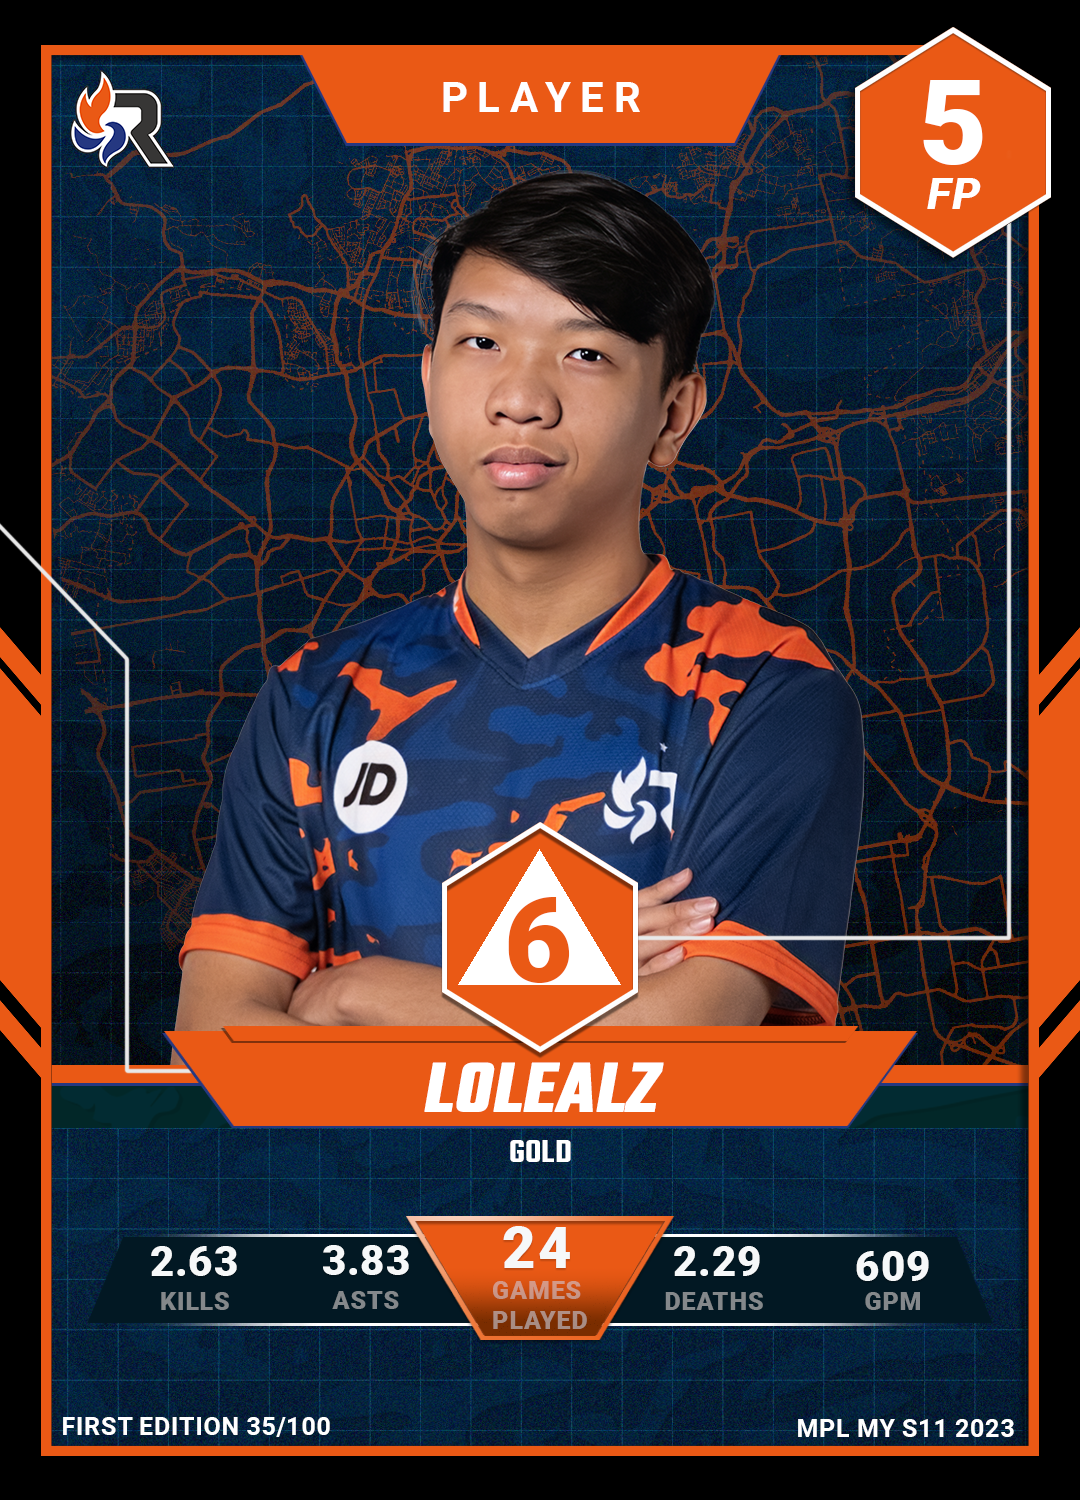 PLAYER
5
FP
R
JD
R
6
LOLEALZ
GOLD
2.63
KILLS
3.83
ASTS
24
GAMES
PLAYED
2.29
DEATHS
609
GPM
FIRST EDITION 35/100
MPL MY S11 2023